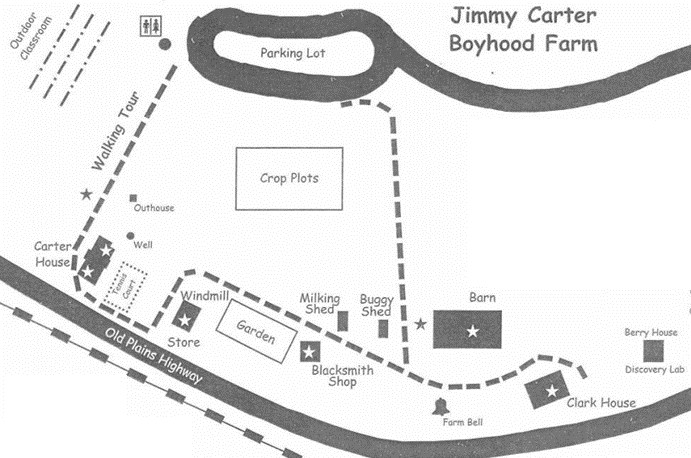 Jimmy Carter
Boyhood Farm
Outdoor
Classroom
Parking Lot
Walking Tour
Crop Plots
Outhouse
Well
Carter
House
Tennis
Court
Windmill
Store
Garden
Milking
Shed
Buggy
Shed
Barn
Blacksmith
Shop
Berry House
Discovery Lab
Clark House
Farm Bell
Old Plains Highway